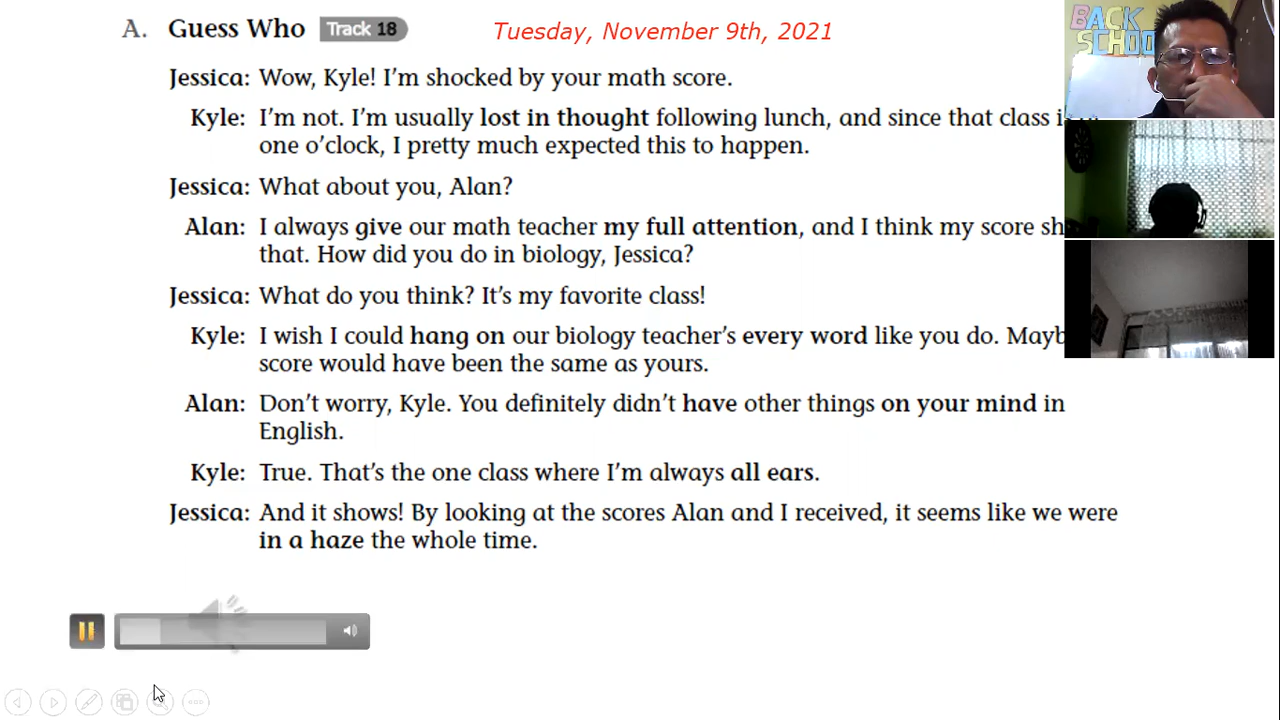 A. Guess Who Track 18
Tuesday, November 9th, 2021
BACK
SCHOO
Jessica: Wow, Kyle! I'm shocked by your math score.
Kyle: I'm not. I'm usually lost in thought following lunch, and since that class
one o'clock, I pretty much expected this to happen.
Jessica: What about you, Alan?
Alan: I always give our math teacher my full attention, and I think my score sh
that. How did you do in biology, Jessica?
Jessica: What do you think? It's my favorite class!
Kyle: I wish I could hang on our biology teacher's every word like you do. Mayb
score would have been the same as yours.
Alan: Don't worry, Kyle. You definitely didn't have other things on your mind in
English.
Kyle: True. That's the one class where I'm always all ears.
Jessica: And it shows! By looking at the scores Alan and I received, it seems like we were
in a haze the whole time.